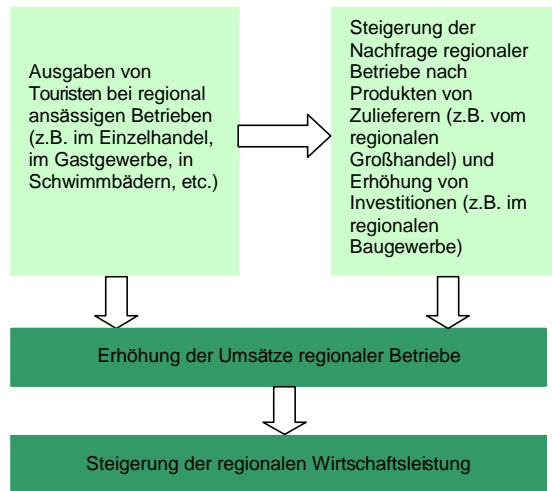 Ausgaben von
Touristen bei regional
ansässigen Betrieben
(z.B. im Einzelhandel,
im Gastgewerbe, in
Schwimmbädern, etc.)
Steigerung der
Nachfrage regionaler
Betriebe nach
Produkten von
Zulieferern (z.B. vom
regionalen
Großhandel) und
Erhöhung von
Investitionen (z.B. im
regionalen
Baugewerbe)
Erhöhung der Umsätze regionaler Betriebe
Steigerung der regionalen Wirtschaftsleistung